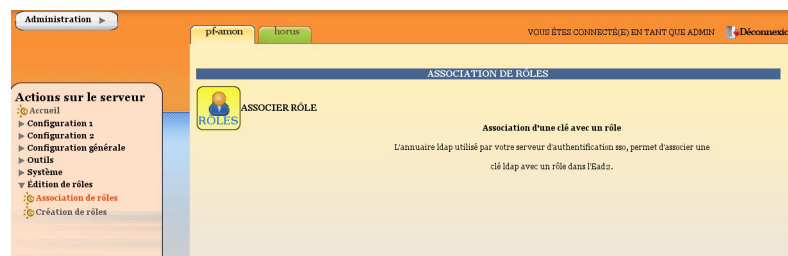 Administration
pf-amon
horus
VOUS ÊTES CONNECTÉ(E) EN TANT QUE ADMIN
Déconnexio
ASSOCIATION DE RÔLES
Actions sur le serveur
Accueil
Configuration 1
Configuration 2
Configuration générale
Outils
Système
Édition de rôles
Association de rôles
Création de rôles
ROLES
ASSOCIER RÔLE
Association d'une clé avec un rôle
L'annuaire ldap utilisé par votre serveur d'authentification sso, permet d'associer une
clé ldap avec un rôle dans l'Ead2.